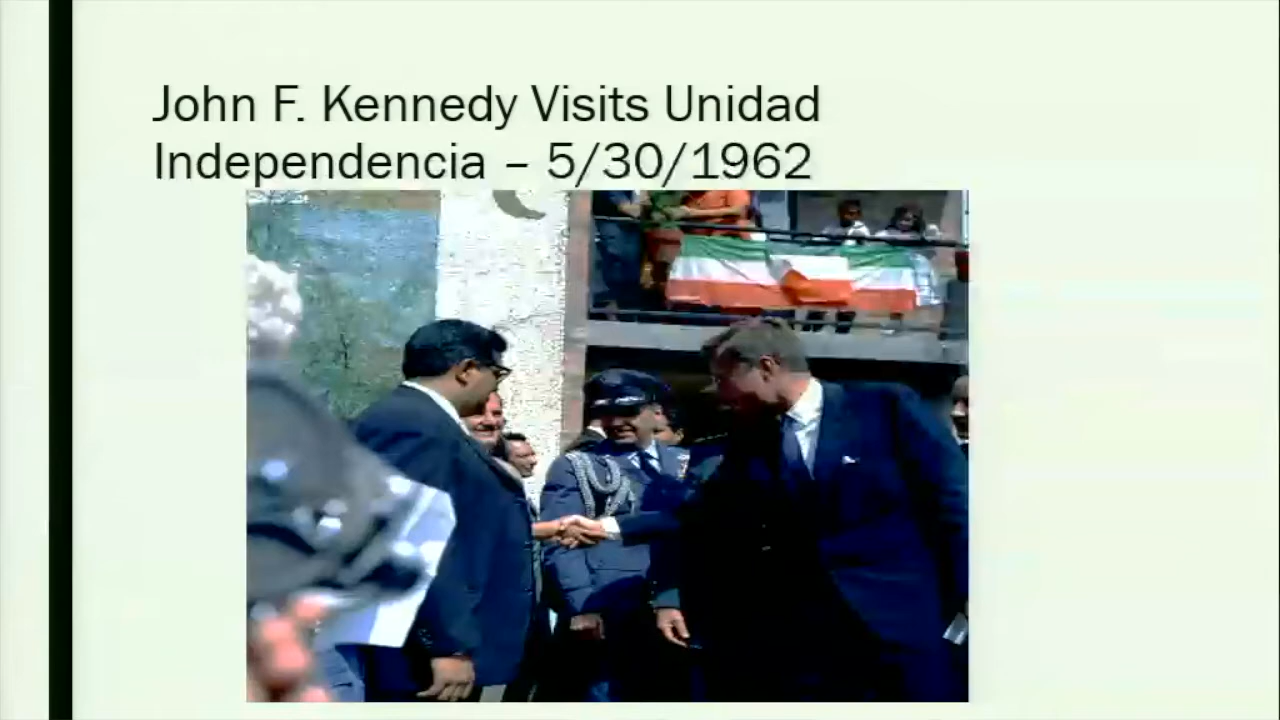 John F. Kennedy Visits Unidad
Independencia – 5/30/1962